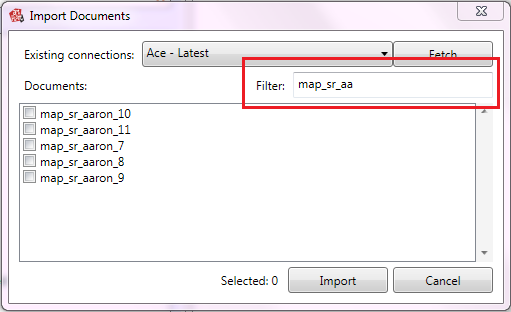 Import Documents
Existing connections: Ace - Latest Fetch
Documents: Filter: map_sr_aa
map_sr_aaron_10
map_sr_aaron_11
map_sr_aaron_7
map_sr_aaron_8
map_sr_aaron_9
Selected: 0 Import Cancel